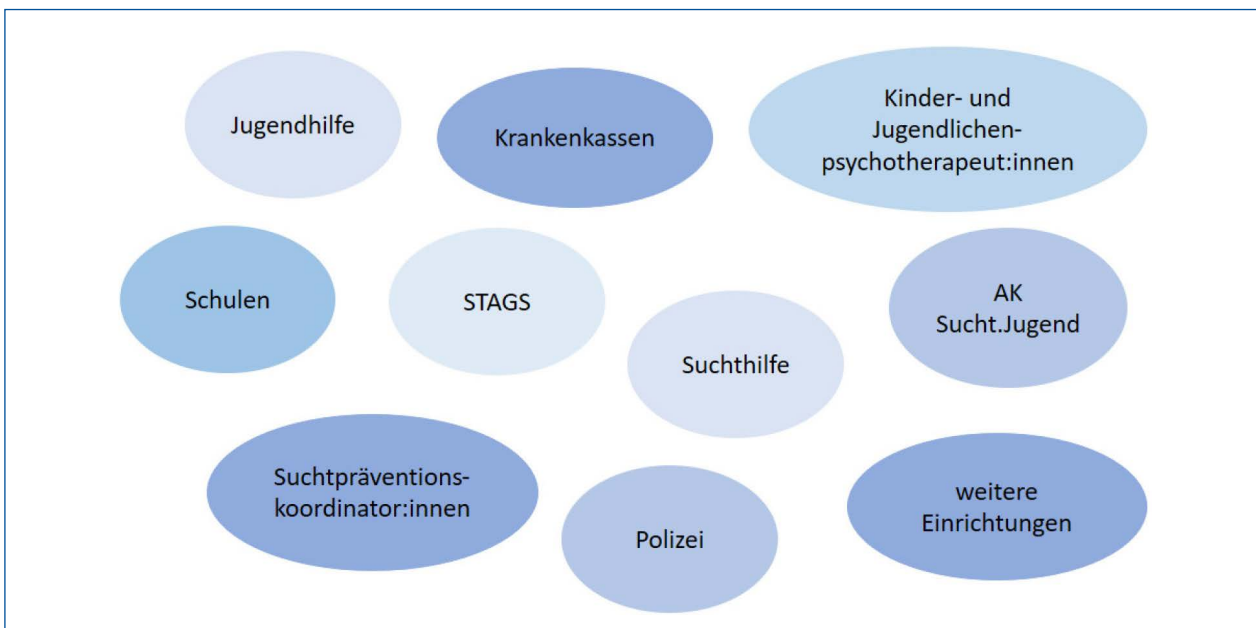 Jugendhilfe
Krankenkassen
Kinder- und
Jugendlichen-
psychotherapeut:innen
Schulen
STAGS
AK
Sucht.Jugend
Suchthilfe
Suchtpräventions-
koordinator:innen
Polizei
weitere
Einrichtungen